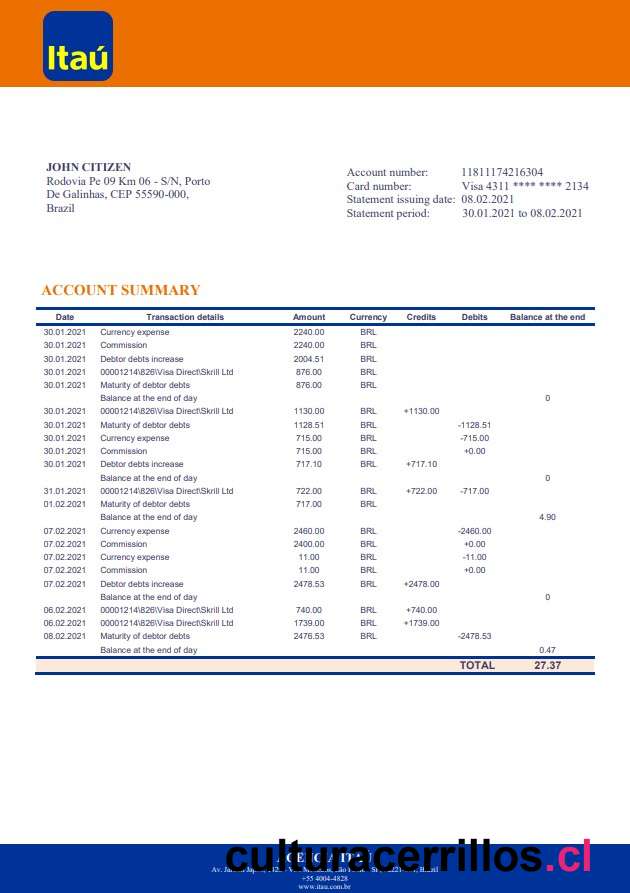 Itaú
JOHN CITIZEN
Rodovia Pe 09 Km 06 - S/N, Porto
De Galinhas, CEP 55590-000,
Brazil
Account number: 11811174216304
Card number: Visa 4311 **** **** 2134
Statement issuing date: 08.02.2021
Statement period: 30.01.2021 to 08.02.2021
ACCOUNT SUMMARY
Date Transaction details Amount Currency Credits Debits Balance at the end
30.01.2021 Currency expense 2240.00 BRL
30.01.2021 Commission 2240.00 BRL
30.01.2021 Debtor debts increase 2004.51 BRL
30.01.2021 00001214\826\Visa Direct\Skrill Ltd 876.00 BRL
30.01.2021 Maturity of debtor debts 876.00 BRL
Balance at the end of day 0
30.01.2021 00001214\826\Visa Direct\Skrill Ltd 1130.00 BRL +1130.00
30.01.2021 Maturity of debtor debts 1128.51 BRL -1128.51
30.01.2021 Currency expense 715.00 BRL -715.00
30.01.2021 Commission 715.00 BRL +0.00
30.01.2021 Debtor debts increase 717.10 BRL +717.10
Balance at the end of day 0
31.01.2021 00001214\826\Visa Direct\Skrill Ltd 722.00 BRL +722.00 -717.00
01.02.2021 Maturity of debtor debts 717.00 BRL
Balance at the end of day 4.90
07.02.2021 Currency expense 2460.00 BRL -2460.00
07.02.2021 Commission 2400.00 BRL +0.00
07.02.2021 Currency expense 11.00 BRL -11.00
07.02.2021 Commission 11.00 BRL +0.00
07.02.2021 Debtor debts increase 2478.53 BRL +2478.00
Balance at the end of day 0
06.02.2021 00001214\826\Visa Direct\Skrill Ltd 740.00 BRL +740.00
06.02.2021 00001214\826\Visa Direct\Skrill Ltd 1739.00 BRL +1739.00
08.02.2021 Maturity of debtor debts 2476.53 BRL -2478.53
Balance at the end of day 0.47
TOTAL 27.37
culturacerrillos.cl
+55 4004-4828
www.itau.com.br